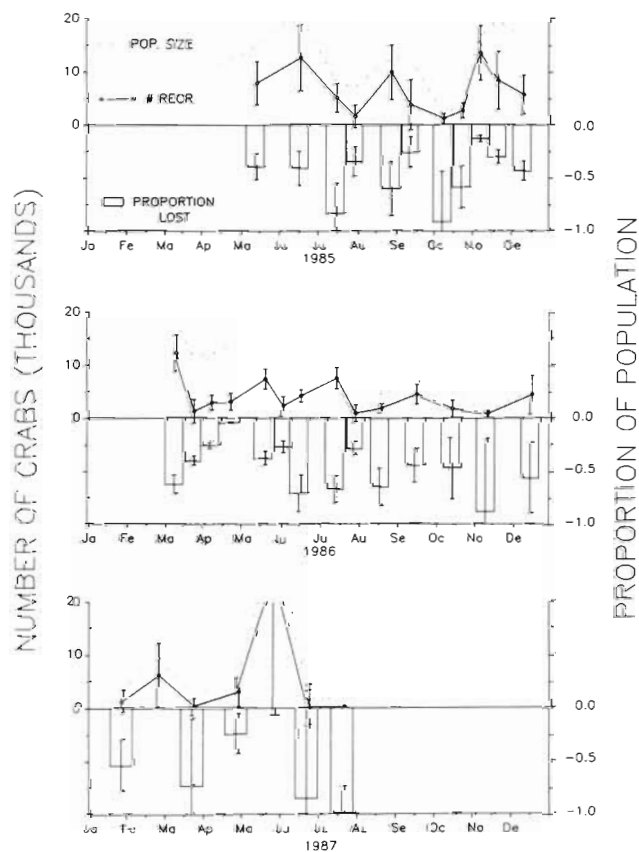 NUMBER OF CRABS (THOUSANDS)
PROPORTION OF POPULATION
20
POP. SIZE
10
# RECR
0
0.0
PROPORTION
LOST
-0.5
-1.0
Ja Fe Ma Ap Ma Ju Au Se Oc No De
1985
20
10
0
0.0
-0.5
-1.0
Ja Fe Ma Ap Ma Ju JL Au Se Oc No De
1986
20
10
0
0.0
-0.5
-1.0
Ja Fe Ma Ap Ma Ju JL Au Se Oc No De
1987